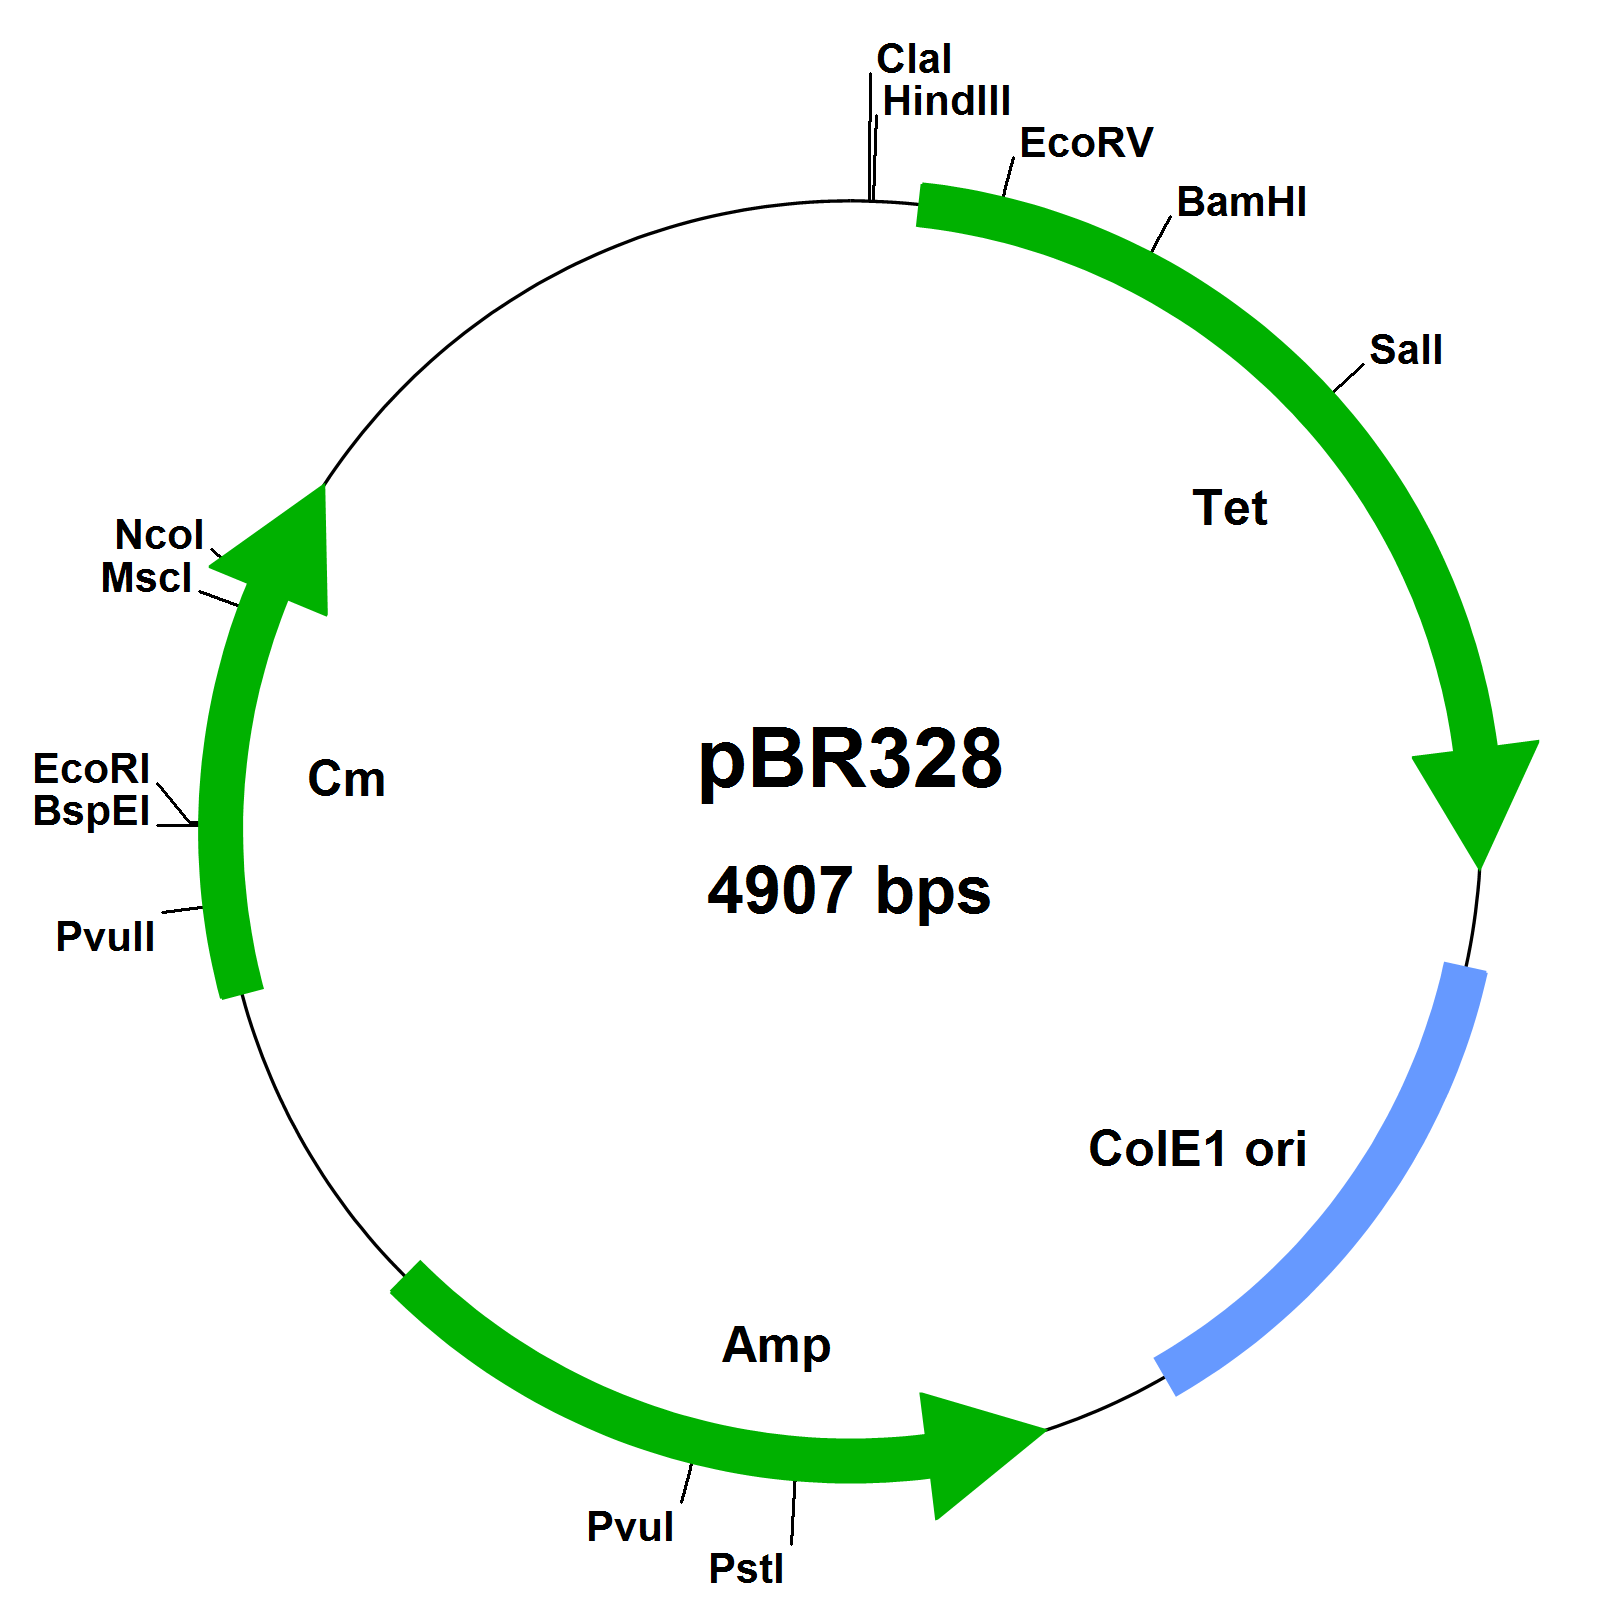 ClaI
HindIII
EcoRV
BamHI
SalI
Tet
NcoI
MscI
EcoRI
BspEI
Cm
PvuII
pBR328
4907 bps
ColE1 ori
Amp
PvuI
PstI